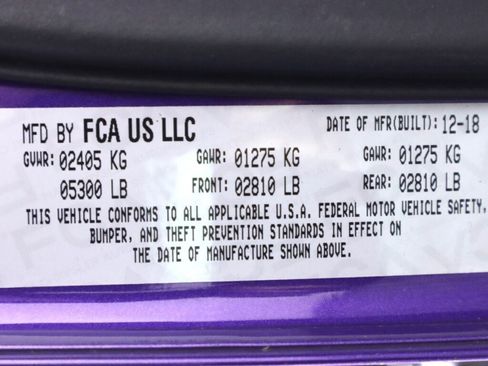 MFD BY FCA US LLC DATE OF MFR(BUILT): 12-18
GVWR: 02405 KG GAWR: 01275 KG GAWR: 01275 KG
05300 LB FRONT: 02810 LB REAR: 02810 LB
THIS VEHICLE CONFORMS TO ALL APPLICABLE U.S.A. FEDERAL MOTOR VEHICLE SAFETY,
BUMPER, AND THEFT PREVENTION STANDARDS IN EFFECT ON
THE DATE OF MANUFACTURE SHOWN ABOVE.